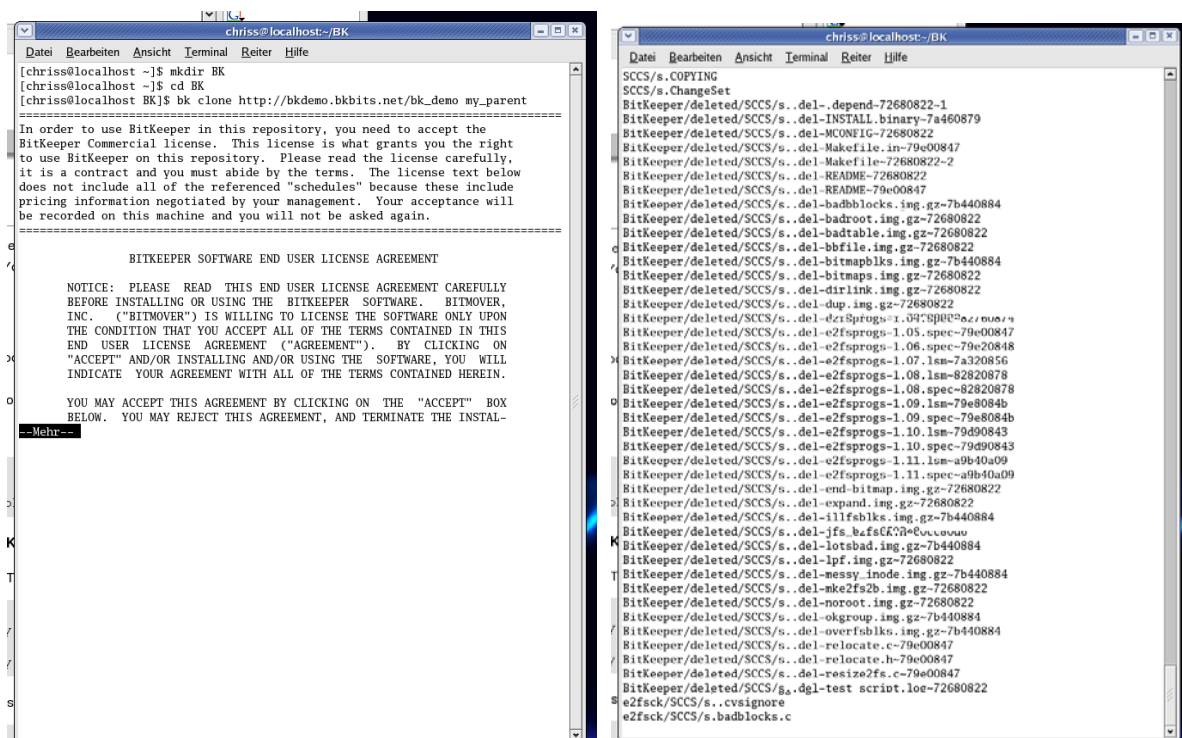 chriss@localhost:~/BK
Datei Bearbeiten Ansicht Terminal Reiter Hilfe
[chriss@localhost ~]$ mkdir BK
[chriss@localhost ~]$ cd BK
[chriss@localhost BK]$ bk clone http://bkdemo.bkbits.net/bk_demo my_parent
===========================================================================
In order to use BitKeeper in this repository, you need to accept the
BitKeeper Commercial license.  This license is what grants you the right
to use BitKeeper on this repository.  Please read the license carefully,
it is a contract and you must abide by the terms.  The license text below
does not include all of the referenced "schedules" because these include
pricing information negotiated by your management.  Your acceptance will
be recorded on this machine and you will not be asked again.
===========================================================================
BITKEEPER SOFTWARE END USER LICENSE AGREEMENT
NOTICE:  PLEASE  READ  THIS END USER LICENSE AGREEMENT CAREFULLY
BEFORE INSTALLING OR USING THE  BITKEEPER  SOFTWARE.   BITMOVER,
INC.   ("BITMOVER") IS WILLING TO LICENSE THE SOFTWARE ONLY UPON
THE CONDITION THAT YOU ACCEPT ALL OF THE TERMS CONTAINED IN THIS
END  USER  LICENSE  AGREEMENT  ("AGREEMENT").   BY  CLICKING  ON
"ACCEPT" AND/OR INSTALLING AND/OR USING THE  SOFTWARE, YOU  WILL
INDICATE  YOUR AGREEMENT WITH ALL OF THE TERMS CONTAINED HEREIN.
YOU MAY ACCEPT THIS AGREEMENT BY CLICKING ON  THE  "ACCEPT"  BOX
BELOW.  YOU MAY REJECT THIS AGREEMENT, AND TERMINATE THE INSTAL-
--Mehr--
chriss@localhost:~/BK
Datei Bearbeiten Ansicht Terminal Reiter Hilfe
SCCS/s.COPYING
SCCS/s.ChangeSet
BitKeeper/deleted/SCCS/s..del-.depend~72680822~1
BitKeeper/deleted/SCCS/s..del-INSTALL.binary~7a460879
BitKeeper/deleted/SCCS/s..del-MCONFIG~72680822
BitKeeper/deleted/SCCS/s..del-Makefile.in~79e00847
BitKeeper/deleted/SCCS/s..del-Makefile~72680822~2
BitKeeper/deleted/SCCS/s..del-README~72680822
BitKeeper/deleted/SCCS/s..del-README~79e00847
BitKeeper/deleted/SCCS/s..del-badbblocks.img.gz~7b440884
BitKeeper/deleted/SCCS/s..del-badroot.img.gz~72680822
BitKeeper/deleted/SCCS/s..del-badtable.img.gz~72680822
BitKeeper/deleted/SCCS/s..del-bbfile.img.gz~72680822
BitKeeper/deleted/SCCS/s..del-bitmapblks.img.gz~7b440884
BitKeeper/deleted/SCCS/s..del-bitmaps.img.gz~72680822
BitKeeper/deleted/SCCS/s..del-dirlink.img.gz~72680822
BitKeeper/deleted/SCCS/s..del-dup.img.gz~72680822
BitKeeper/deleted/SCCS/s..del-e2fsprogs-1.05.spec~79e00847
BitKeeper/deleted/SCCS/s..del-e2fsprogs-1.06.spec~79e20848
BitKeeper/deleted/SCCS/s..del-e2fsprogs-1.07.lsm~7a320856
BitKeeper/deleted/SCCS/s..del-e2fsprogs-1.08.lsm~82820878
BitKeeper/deleted/SCCS/s..del-e2fsprogs-1.08.spec~82820878
BitKeeper/deleted/SCCS/s..del-e2fsprogs-1.09.lsm~79e8084b
BitKeeper/deleted/SCCS/s..del-e2fsprogs-1.09.spec~79e8084b
BitKeeper/deleted/SCCS/s..del-e2fsprogs-1.10.lsm~79d90843
BitKeeper/deleted/SCCS/s..del-e2fsprogs-1.10.spec~79d90843
BitKeeper/deleted/SCCS/s..del-e2fsprogs-1.11.lsm~a9b40a09
BitKeeper/deleted/SCCS/s..del-e2fsprogs-1.11.spec~a9b40a09
BitKeeper/deleted/SCCS/s..del-end-bitmap.img.gz~72680822
BitKeeper/deleted/SCCS/s..del-expand.img.gz~72680822
BitKeeper/deleted/SCCS/s..del-illfsblks.img.gz~7b440884
BitKeeper/deleted/SCCS/s..del-lotsbad.img.gz~7b440884
BitKeeper/deleted/SCCS/s..del-lpf.img.gz~72680822
BitKeeper/deleted/SCCS/s..del-messy_inode.img.gz~7b440884
BitKeeper/deleted/SCCS/s..del-mke2fs2b.img.gz~72680822
BitKeeper/deleted/SCCS/s..del-noroot.img.gz~72680822
BitKeeper/deleted/SCCS/s..del-okgroup.img.gz~7b440884
BitKeeper/deleted/SCCS/s..del-overfsblks.img.gz~7b440884
BitKeeper/deleted/SCCS/s..del-relocate.c~79e00847
BitKeeper/deleted/SCCS/s..del-relocate.h~79e00847
BitKeeper/deleted/SCCS/s..del-resize2fs.c~79e00847
BitKeeper/deleted/SCCS/s..del-test_script.log~72680822
e2fsck/SCCS/s..cvsignore
e2fsck/SCCS/s.badblocks.c